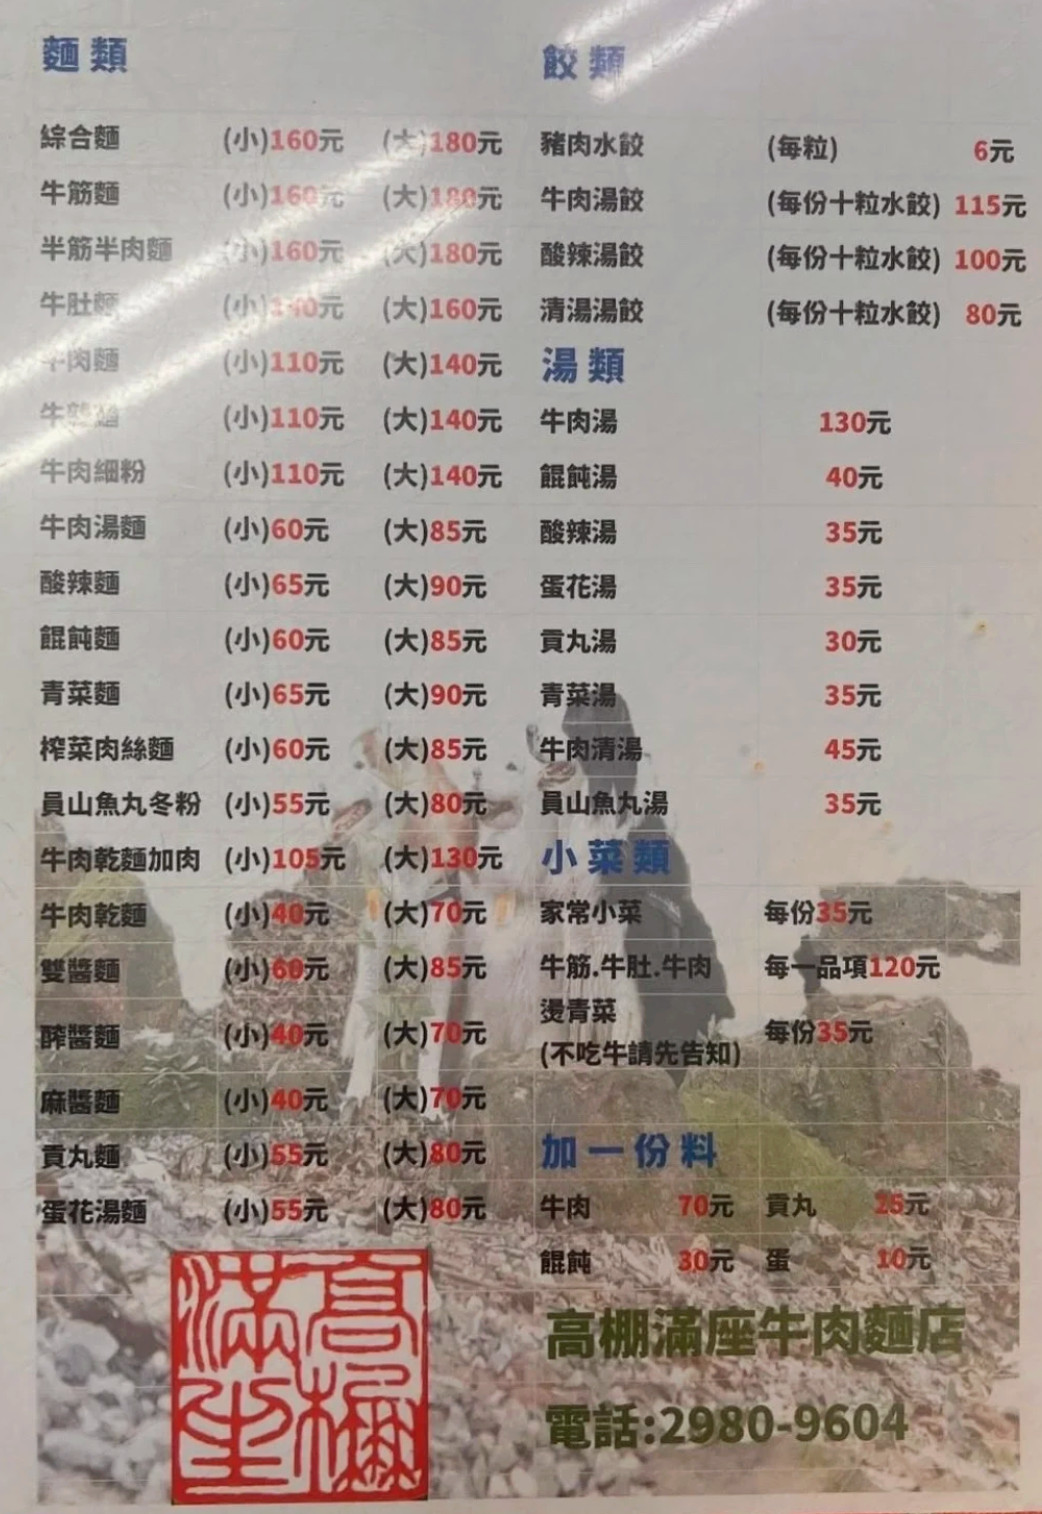 麵類
綜合麵 (小)160元 (大)180元
牛筋麵 (小)160元 (大)180元
半筋半肉麵 (小)160元 (大)180元
牛肚麵 (小)140元 (大)160元
牛肉麵 (小)110元 (大)140元
牛雜麵 (小)110元 (大)140元
牛肉細粉 (小)110元 (大)140元
牛肉湯麵 (小)60元 (大)85元
酸辣麵 (小)65元 (大)90元
餛飩麵 (小)60元 (大)85元
青菜麵 (小)65元 (大)90元
榨菜肉絲麵 (小)60元 (大)85元
員山魚丸冬粉 (小)55元 (大)80元
牛肉乾麵加肉 (小)105元 (大)130元
牛肉乾麵 (小)40元 (大)70元
雙醬麵 (小)60元 (大)85元
醡醬麵 (小)40元 (大)70元
麻醬麵 (小)40元 (大)70元
貢丸麵 (小)55元 (大)80元
蛋花湯麵 (小)55元 (大)80元
高棚滿座
餃類
豬肉水餃 (每粒) 6元
牛肉湯餃 (每份十粒水餃) 115元
酸辣湯餃 (每份十粒水餃) 100元
清湯湯餃 (每份十粒水餃) 80元
湯類
牛肉湯 130元
餛飩湯 40元
酸辣湯 35元
蛋花湯 35元
貢丸湯 30元
青菜湯 35元
牛肉清湯 45元
員山魚丸湯 35元
小菜類
家常小菜 每份35元
牛筋.牛肚.牛肉 每一品項120元
燙青菜
(不吃牛請先告知) 每份35元
加一份料
牛肉 70元 貢丸 25元
餛飩 30元 蛋 10元
高棚滿座牛肉麵店
電話:2980-9604